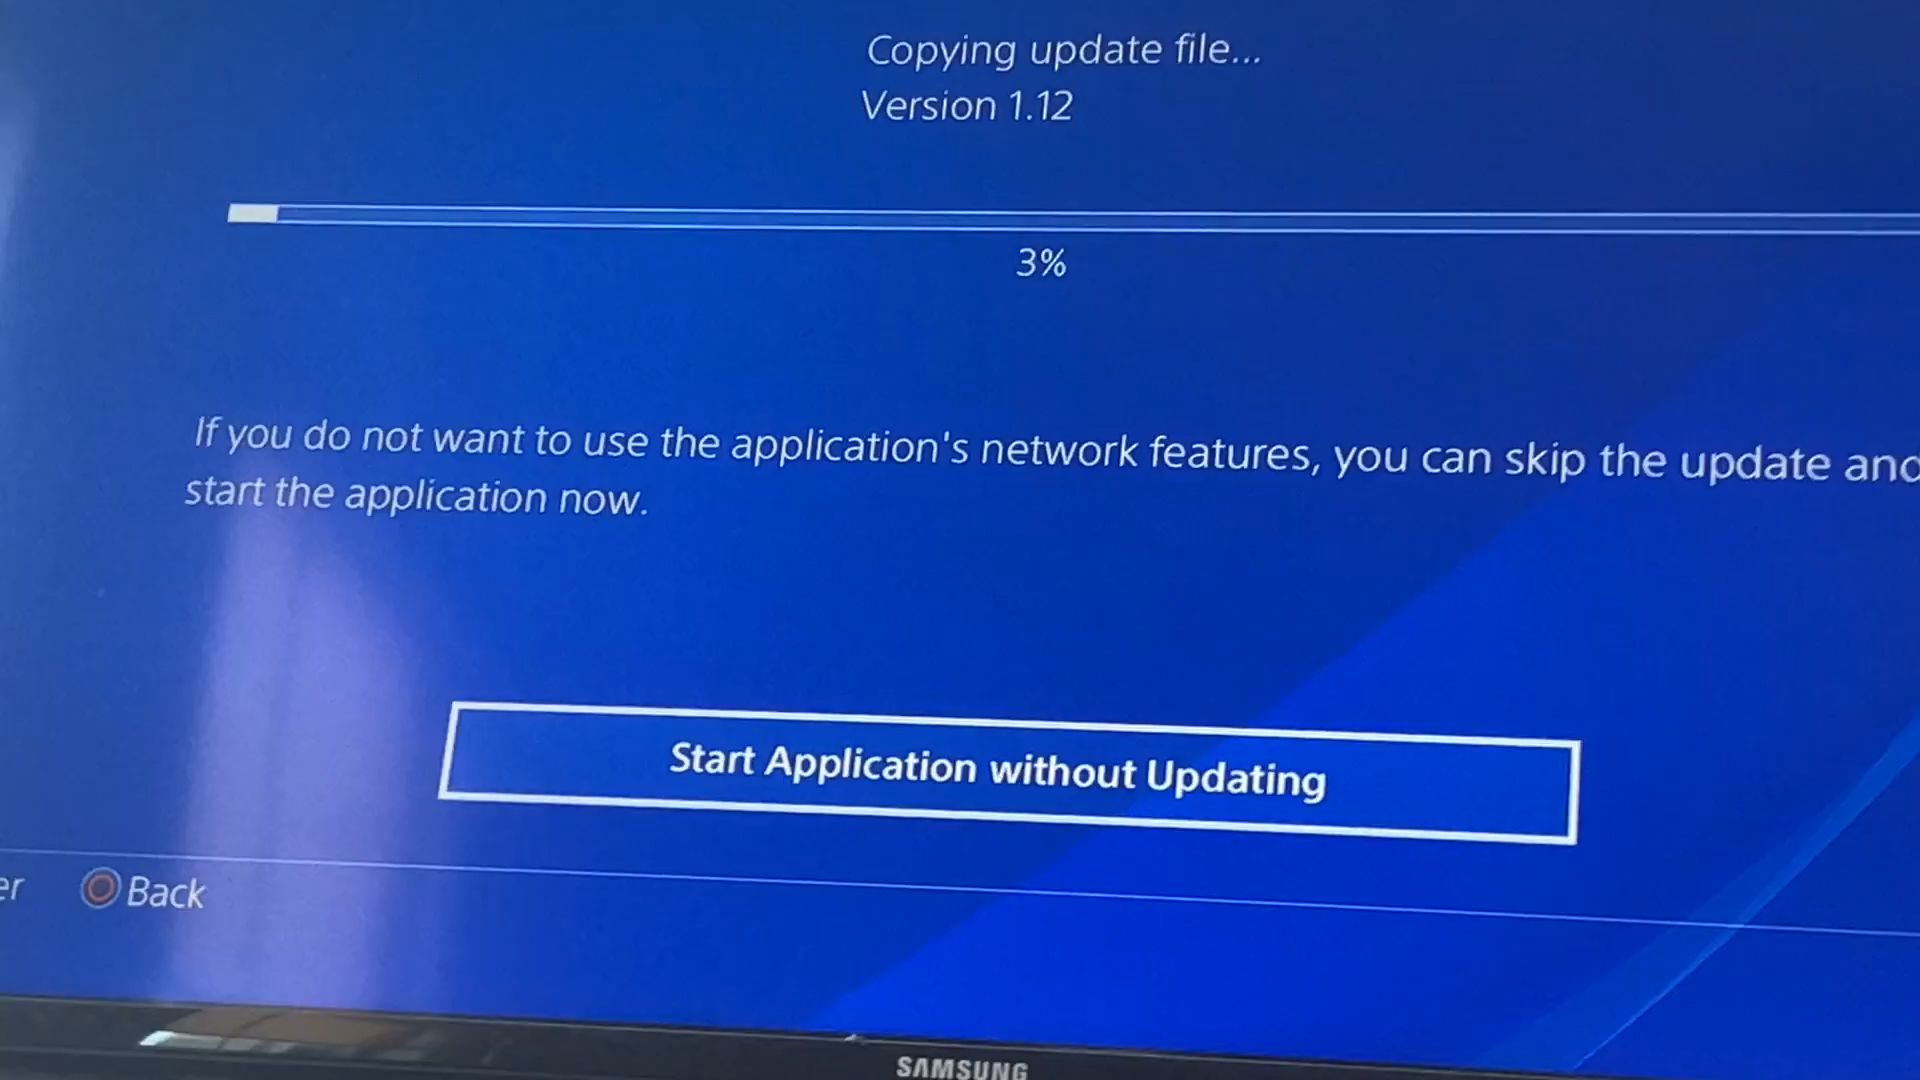 Copying update file...
Version 1.12
3%
If you do not want to use the application's network features, you can skip the update and
start the application now.
Start Application without Updating
er Back
SAMSUNG